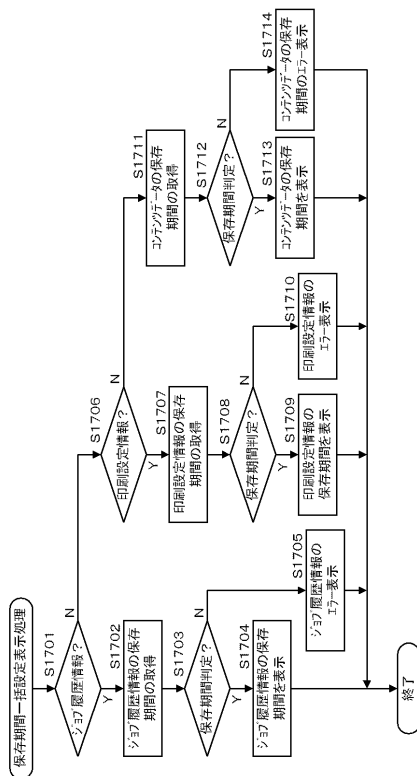 保存期間一括設定表示処理
S1701
ジョブ履歴情報?
Y
N
S1702
ジョブ履歴情報の保存
期間の取得
S1703
保存期間判定?
Y
N
S1704
ジョブ履歴情報の保存
期間を表示
S1705
ジョブ履歴情報の
エラー表示
S1706
印刷設定情報?
Y
N
S1707
印刷設定情報の保存
期間の取得
S1708
保存期間判定?
Y
N
S1709
印刷設定情報の
保存期間を表示
S1710
印刷設定情報の
エラー表示
S1711
コンテンツデータの保存
期間の取得
S1712
保存期間判定?
Y
N
S1713
コンテンツデータの保存
期間を表示
S1714
コンテンツデータの保存
期間のエラー表示
終了